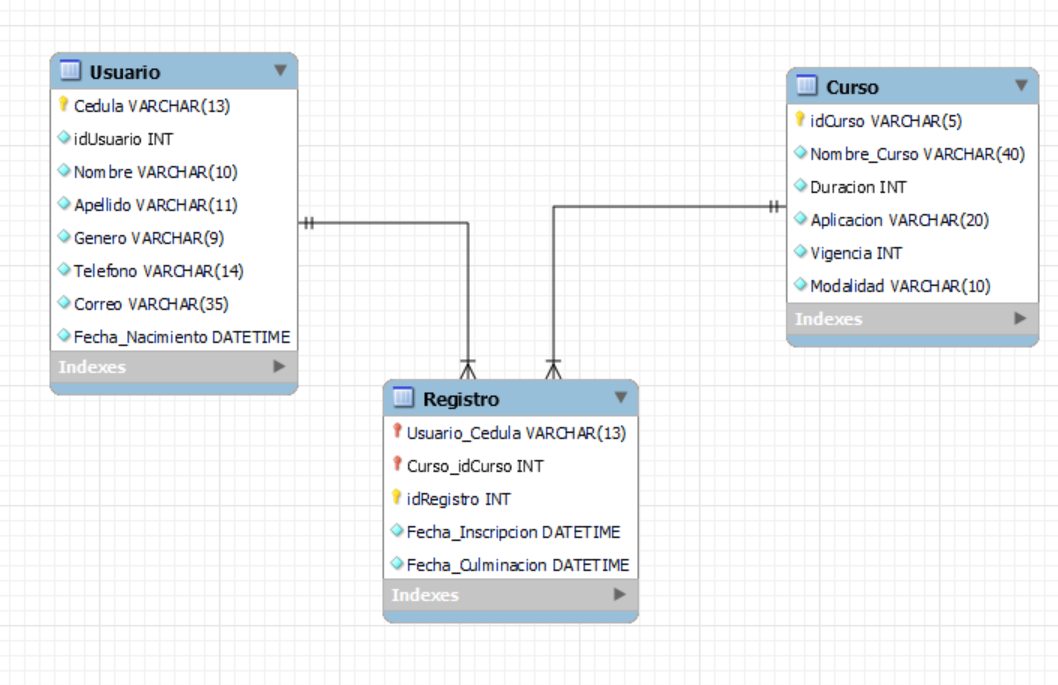 Usuario
Cedula VARCHAR(13)
idUsuario INT
Nombre VARCHAR(10)
Apellido VARCHAR(11)
Genero VARCHAR(9)
Telefono VARCHAR(14)
Correo VARCHAR(35)
Fecha_Nacimiento DATETIME
Indexes
Curso
idCurso VARCHAR(5)
Nombre_Curso VARCHAR(40)
Duracion INT
Aplicacion VARCHAR(20)
Vigencia INT
Modalidad VARCHAR(10)
Indexes
Registro
Usuario_Cedula VARCHAR(13)
Curso_idCurso INT
idRegistro INT
Fecha_Inscripcion DATETIME
Fecha_Culminacion DATETIME
Indexes